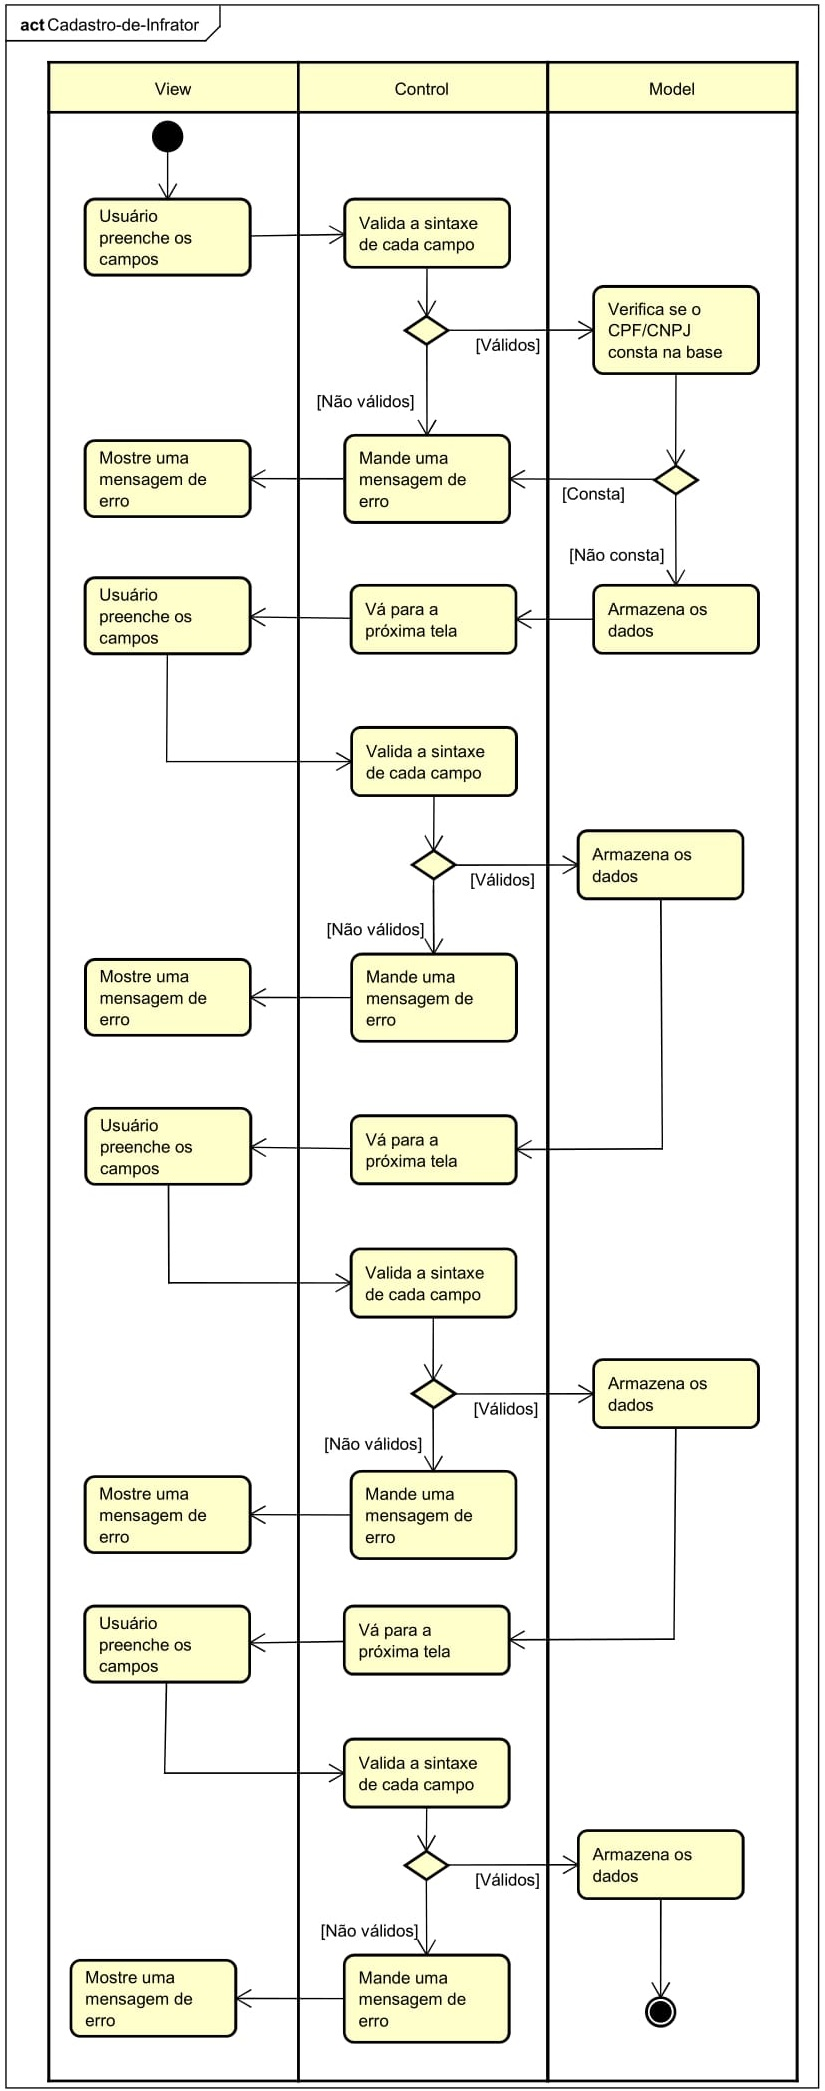 act Cadastro-de-Infrator
View
Control
Model
Usuário
preenche os
campos
Valida a sintaxe
de cada campo
Verifica se o
CPF/CNPJ
consta na base
[Válidos]
[Não válidos]
Mostre uma
mensagem de
erro
Mande uma
mensagem de
erro
[Consta]
[Não consta]
Usuário
preenche os
campos
Vá para a
próxima tela
Armazena os
dados
Valida a sintaxe
de cada campo
Armazena os
dados
[Válidos]
[Não válidos]
Mostre uma
mensagem de
erro
Mande uma
mensagem de
erro
Usuário
preenche os
campos
Vá para a
próxima tela
Valida a sintaxe
de cada campo
Armazena os
dados
[Válidos]
[Não válidos]
Mostre uma
mensagem de
erro
Mande uma
mensagem de
erro
Usuário
preenche os
campos
Vá para a
próxima tela
Valida a sintaxe
de cada campo
Armazena os
dados
[Válidos]
[Não válidos]
Mostre uma
mensagem de
erro
Mande uma
mensagem de
erro